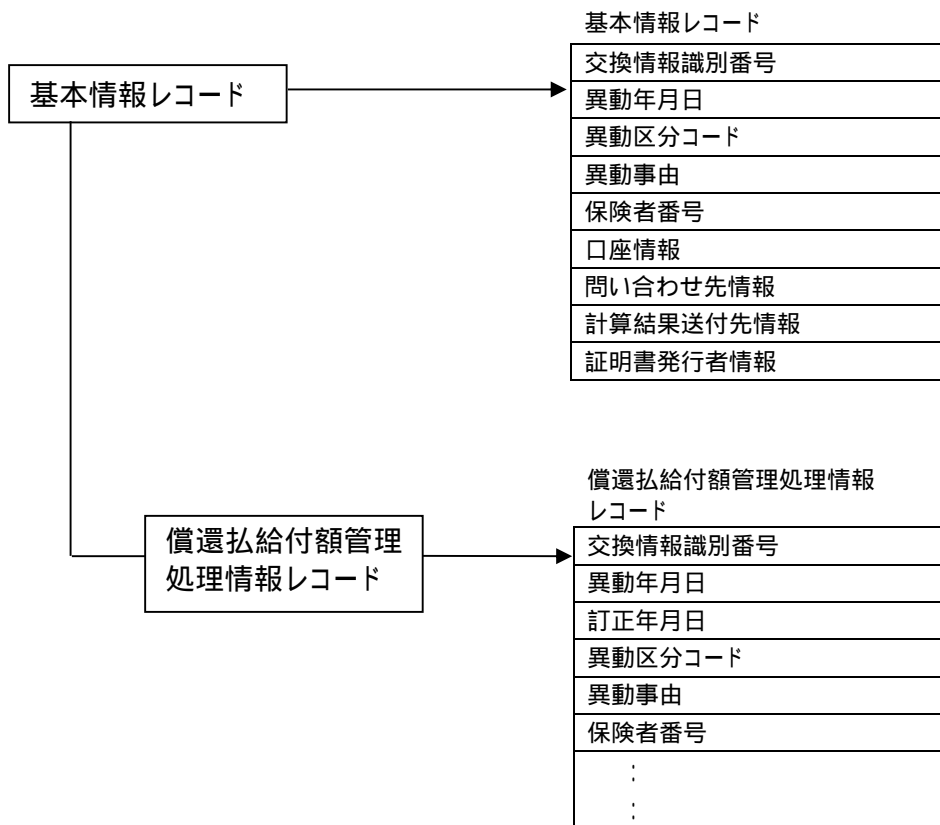 基本情報レコード
基本情報レコード
交換情報識別番号
異動年月日
異動区分コード
異動事由
保険者番号
口座情報
問い合わせ先情報
計算結果送付先情報
証明書発行者情報
償還払給付額管理
処理情報レコード
償還払給付額管理処理情報
レコード
交換情報識別番号
異動年月日
訂正年月日
異動区分コード
異動事由
保険者番号
:
: